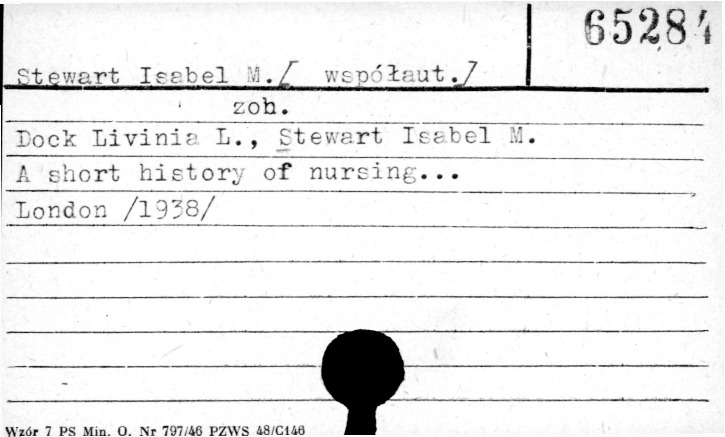 65284
Stewart Isabel M./ współaut./
zob.
Dock Livinia L., Stewart Isabel M.
A short history of nursing...
London /1938/
Wzór 7 PS Min. O. Nr 797/46 PZWS 48/C146